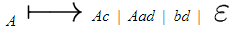 A ⟼ Ac | Aad | bd | ε